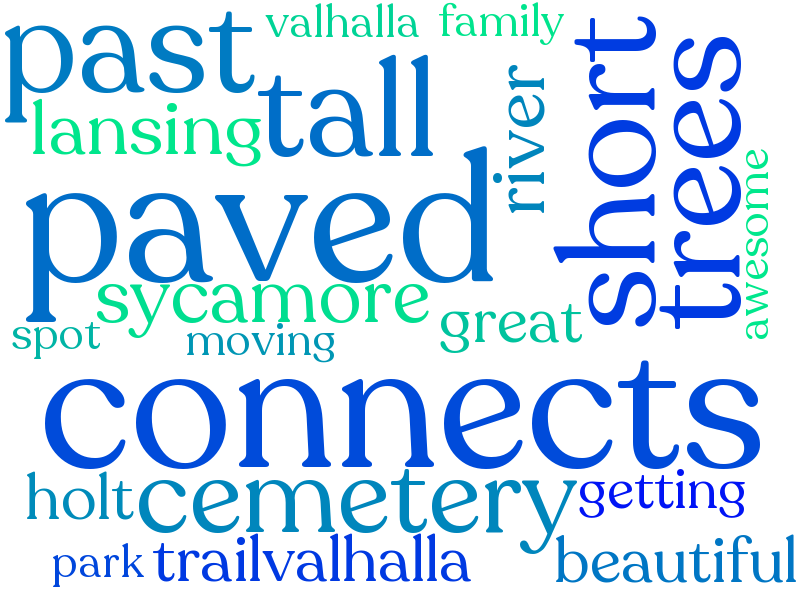 past
valhalla
family
lansing
tall
river
short
trees
paved
awesome
sycamore
great
spot
moving
connects
holt
cemetery
getting
park
trailvalhalla
beautiful